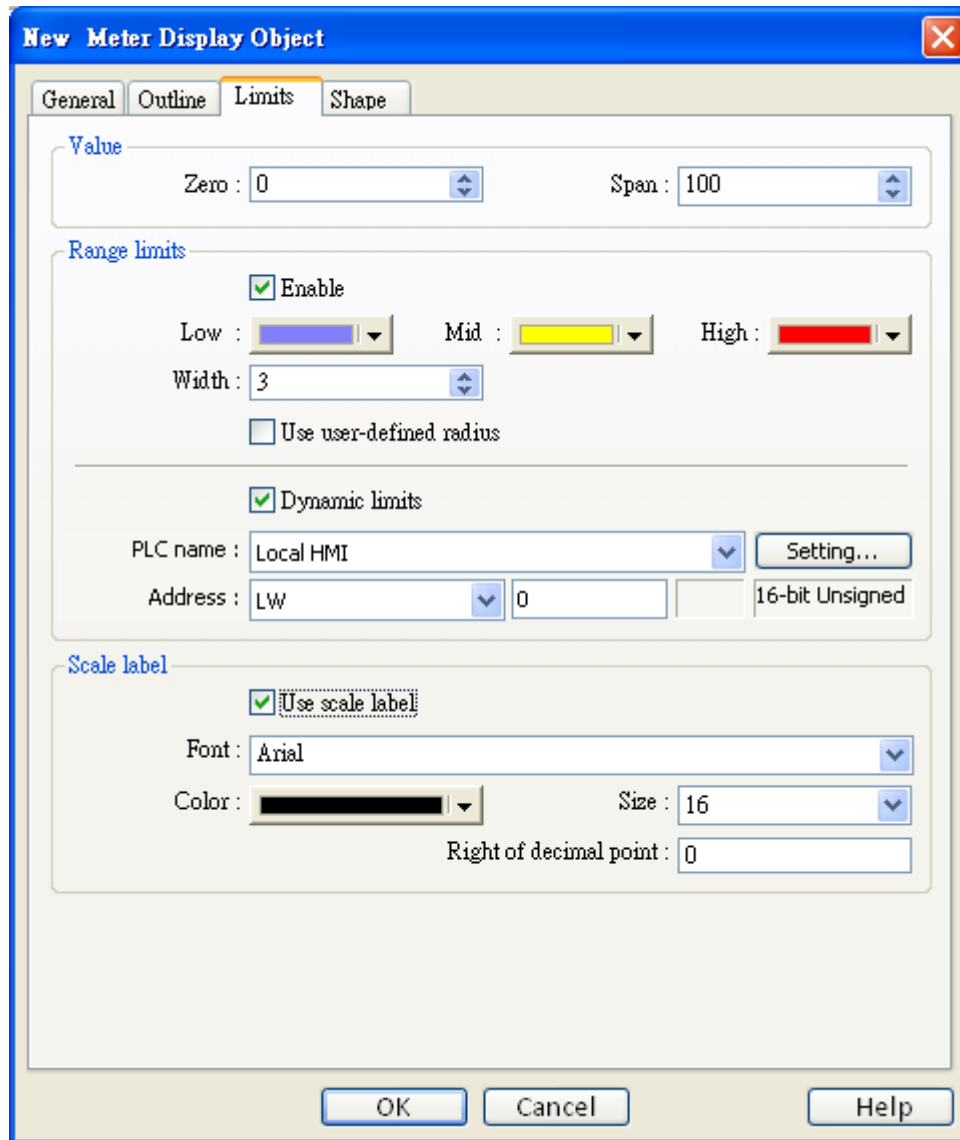 New Meter Display Object
General Outline Limits Shape
Value
Zero : 0 Span : 100
Range limits
Enable
Low : Mid : High :
Width : 3
Use user-defined radius
Dynamic limits
PLC name : Local HMI Setting...
Address : LW 0 16-bit Unsigned
Scale label
Use scale label
Font : Arial
Color : Size : 16
Right of decimal point : 0
OK Cancel Help